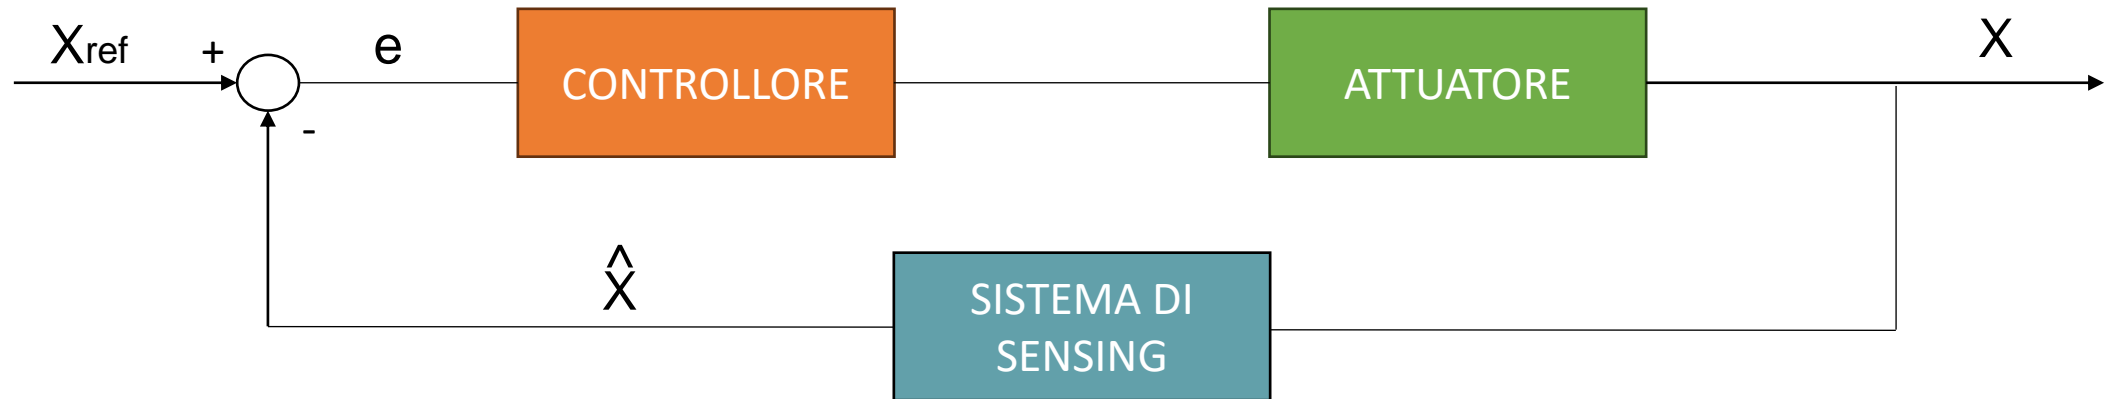 Xref
+
e
CONTROLLORE
ATTUATORE
X
-
^
X
SISTEMA DI
SENSING